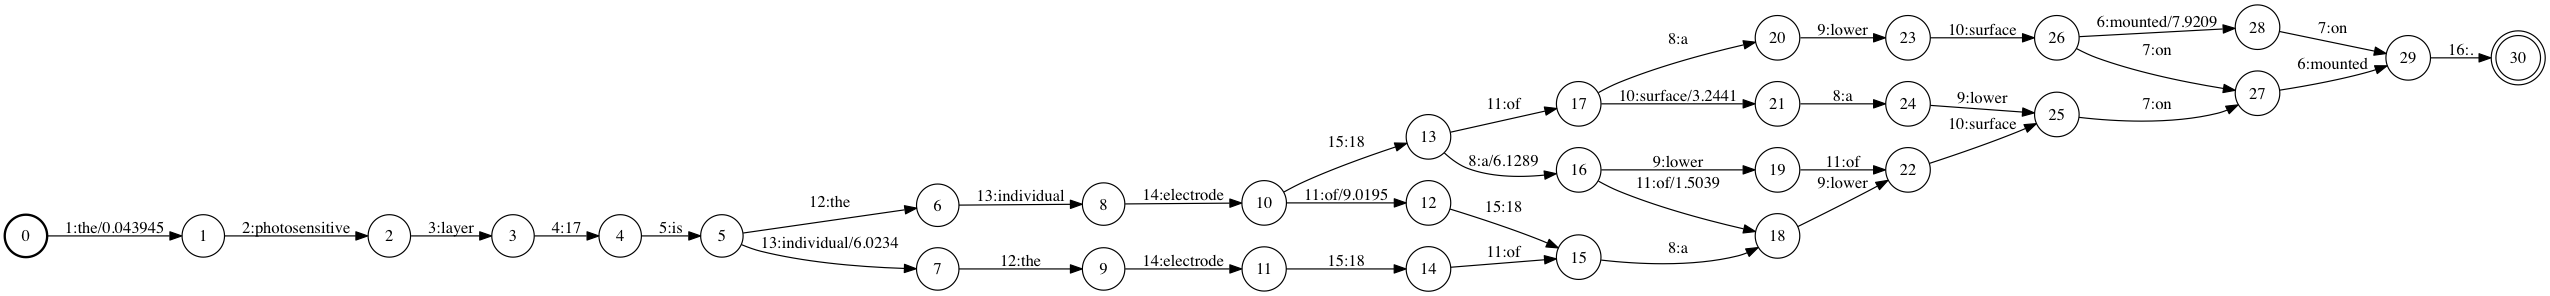 0
1:the/0.043945
1
2:photosensitive
2
3:layer
3
4:17
4
5:is
5
12:the
13:individual/6.0234
6
13:individual
8
14:electrode
10
15:18
11:of/9.0195
7
12:the
9
14:electrode
11
15:18
14
11:of
12
15:18
15
8:a
13
11:of
8:a/6.1289
17
8:a
10:surface/3.2441
16
9:lower
11:of/1.5039
19
11:of
18
9:lower
22
10:surface
20
9:lower
23
10:surface
26
6:mounted/7.9209
7:on
21
8:a
24
9:lower
25
7:on
28
7:on
27
6:mounted
29
16:.
30